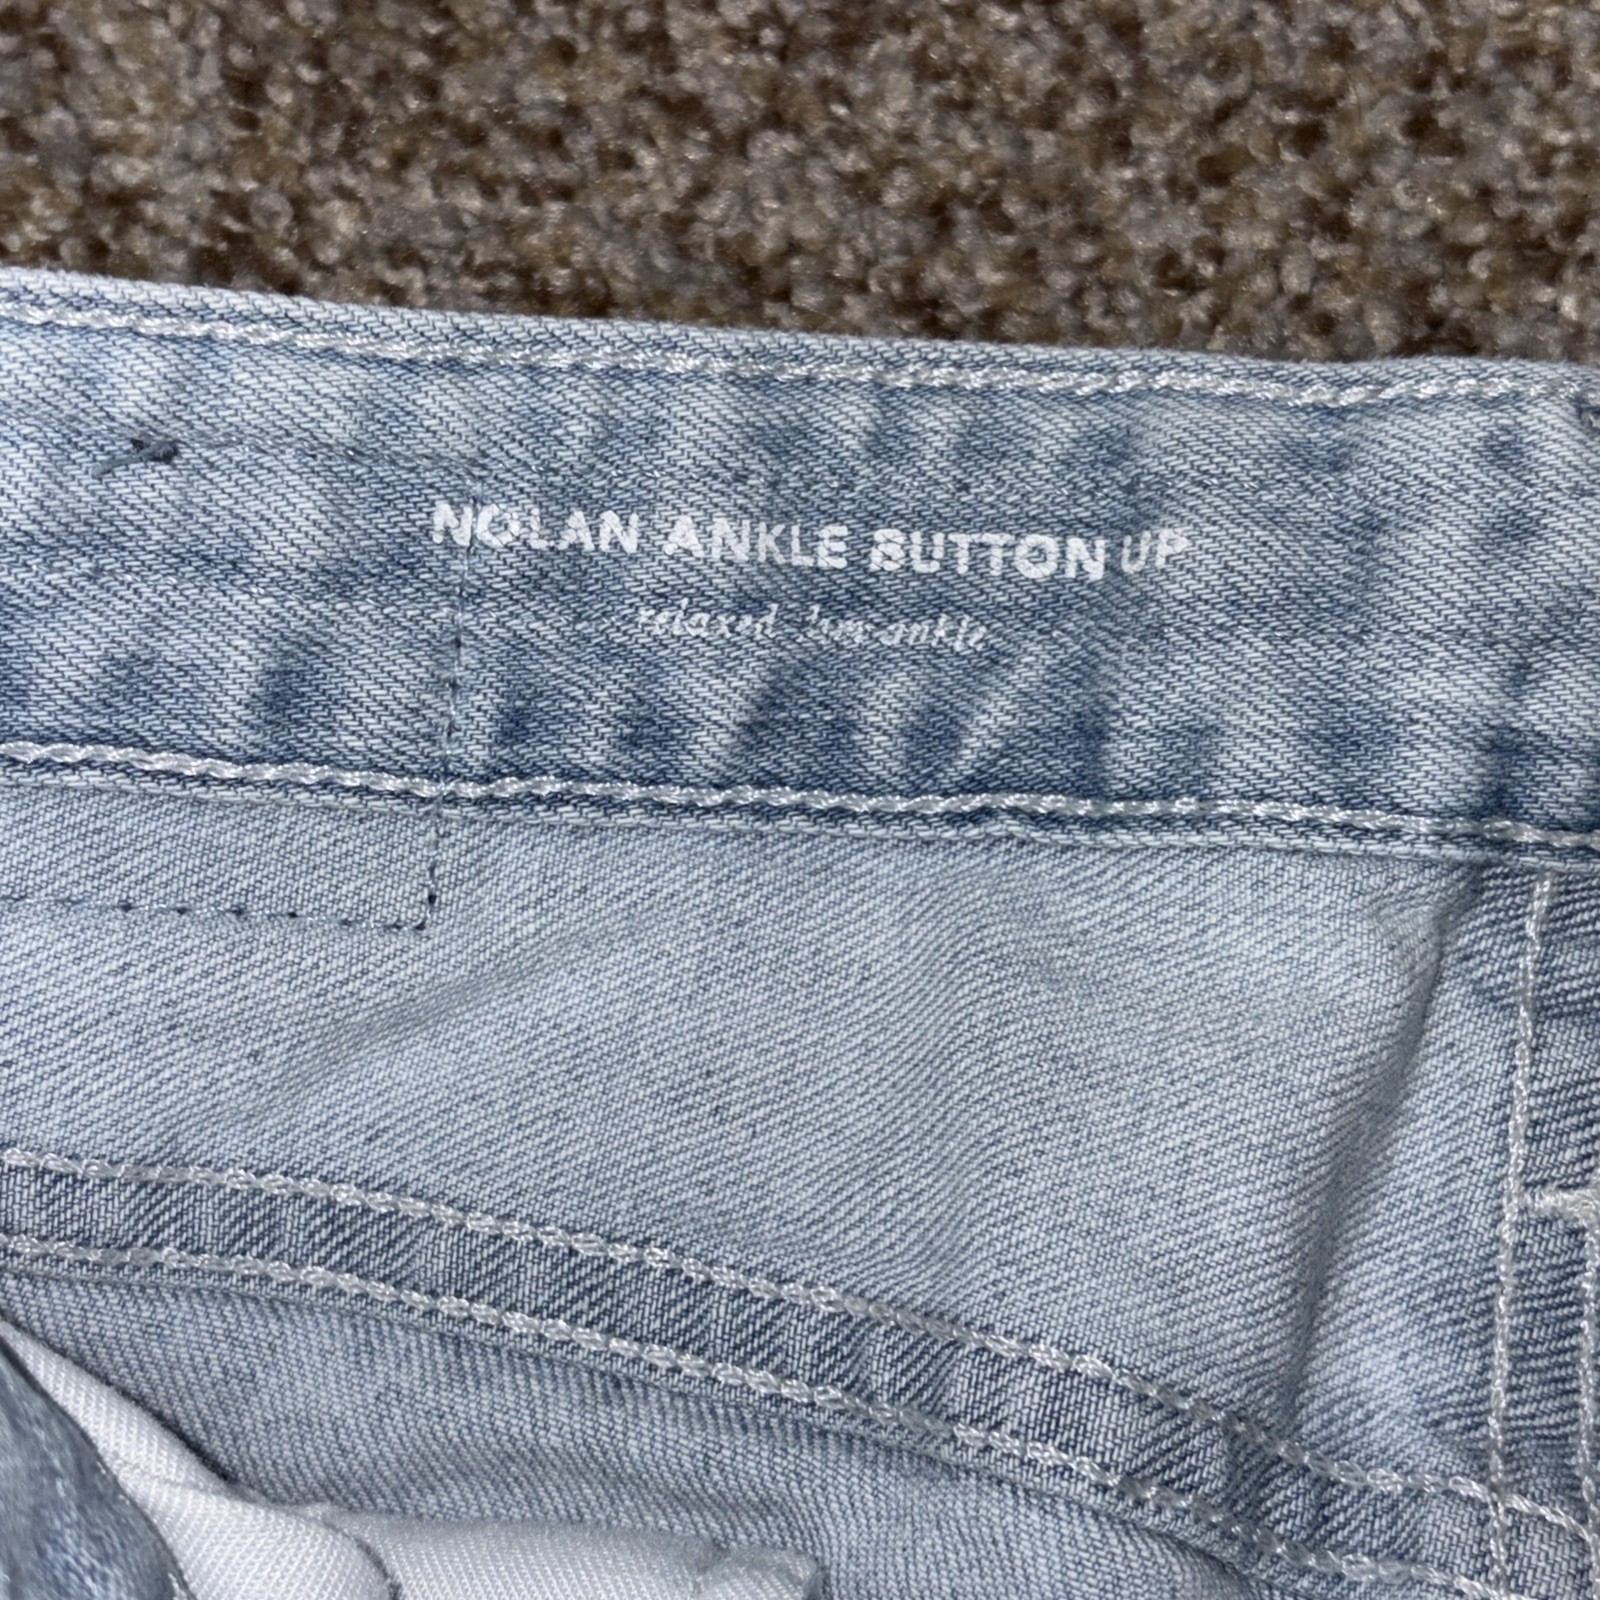 NOLAN ANKLE BUTTON UP
relaxed ankle